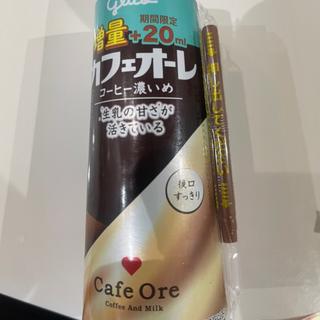 glico
増量
期間限定
+20ml
カフェオーレ
コーヒー濃いめ
生乳の甘さが
活きている
後口
すっきり
Cafe Ore
Coffee And Milk